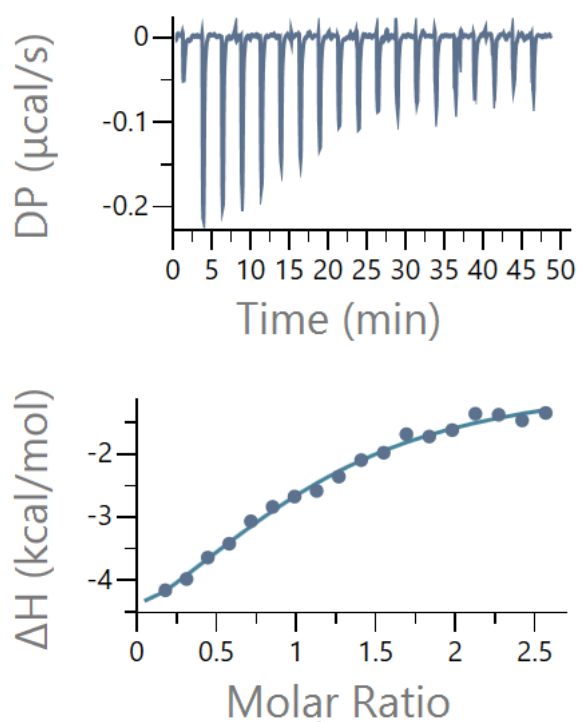 DP (µcal/s)
0
-0.1
-0.2
0 5 10 15 20 25 30 35 40 45 50
Time (min)
ΔH (kcal/mol)
-2
-3
-4
0 0.5 1 1.5 2 2.5
Molar Ratio